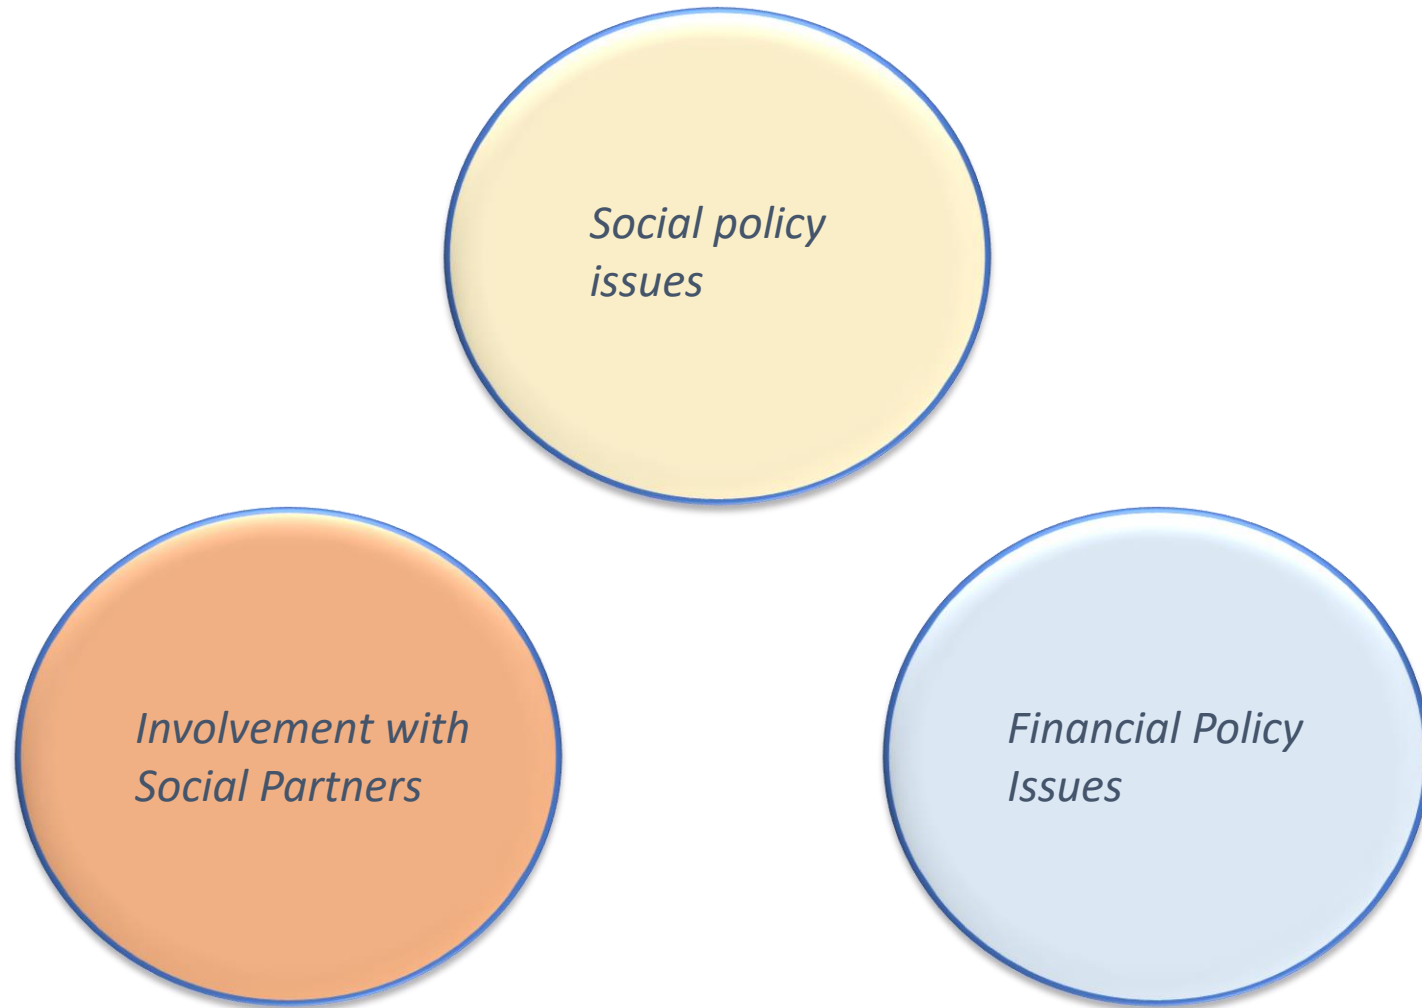 Social policy
issues
Involvement with
Social Partners
Financial Policy
Issues